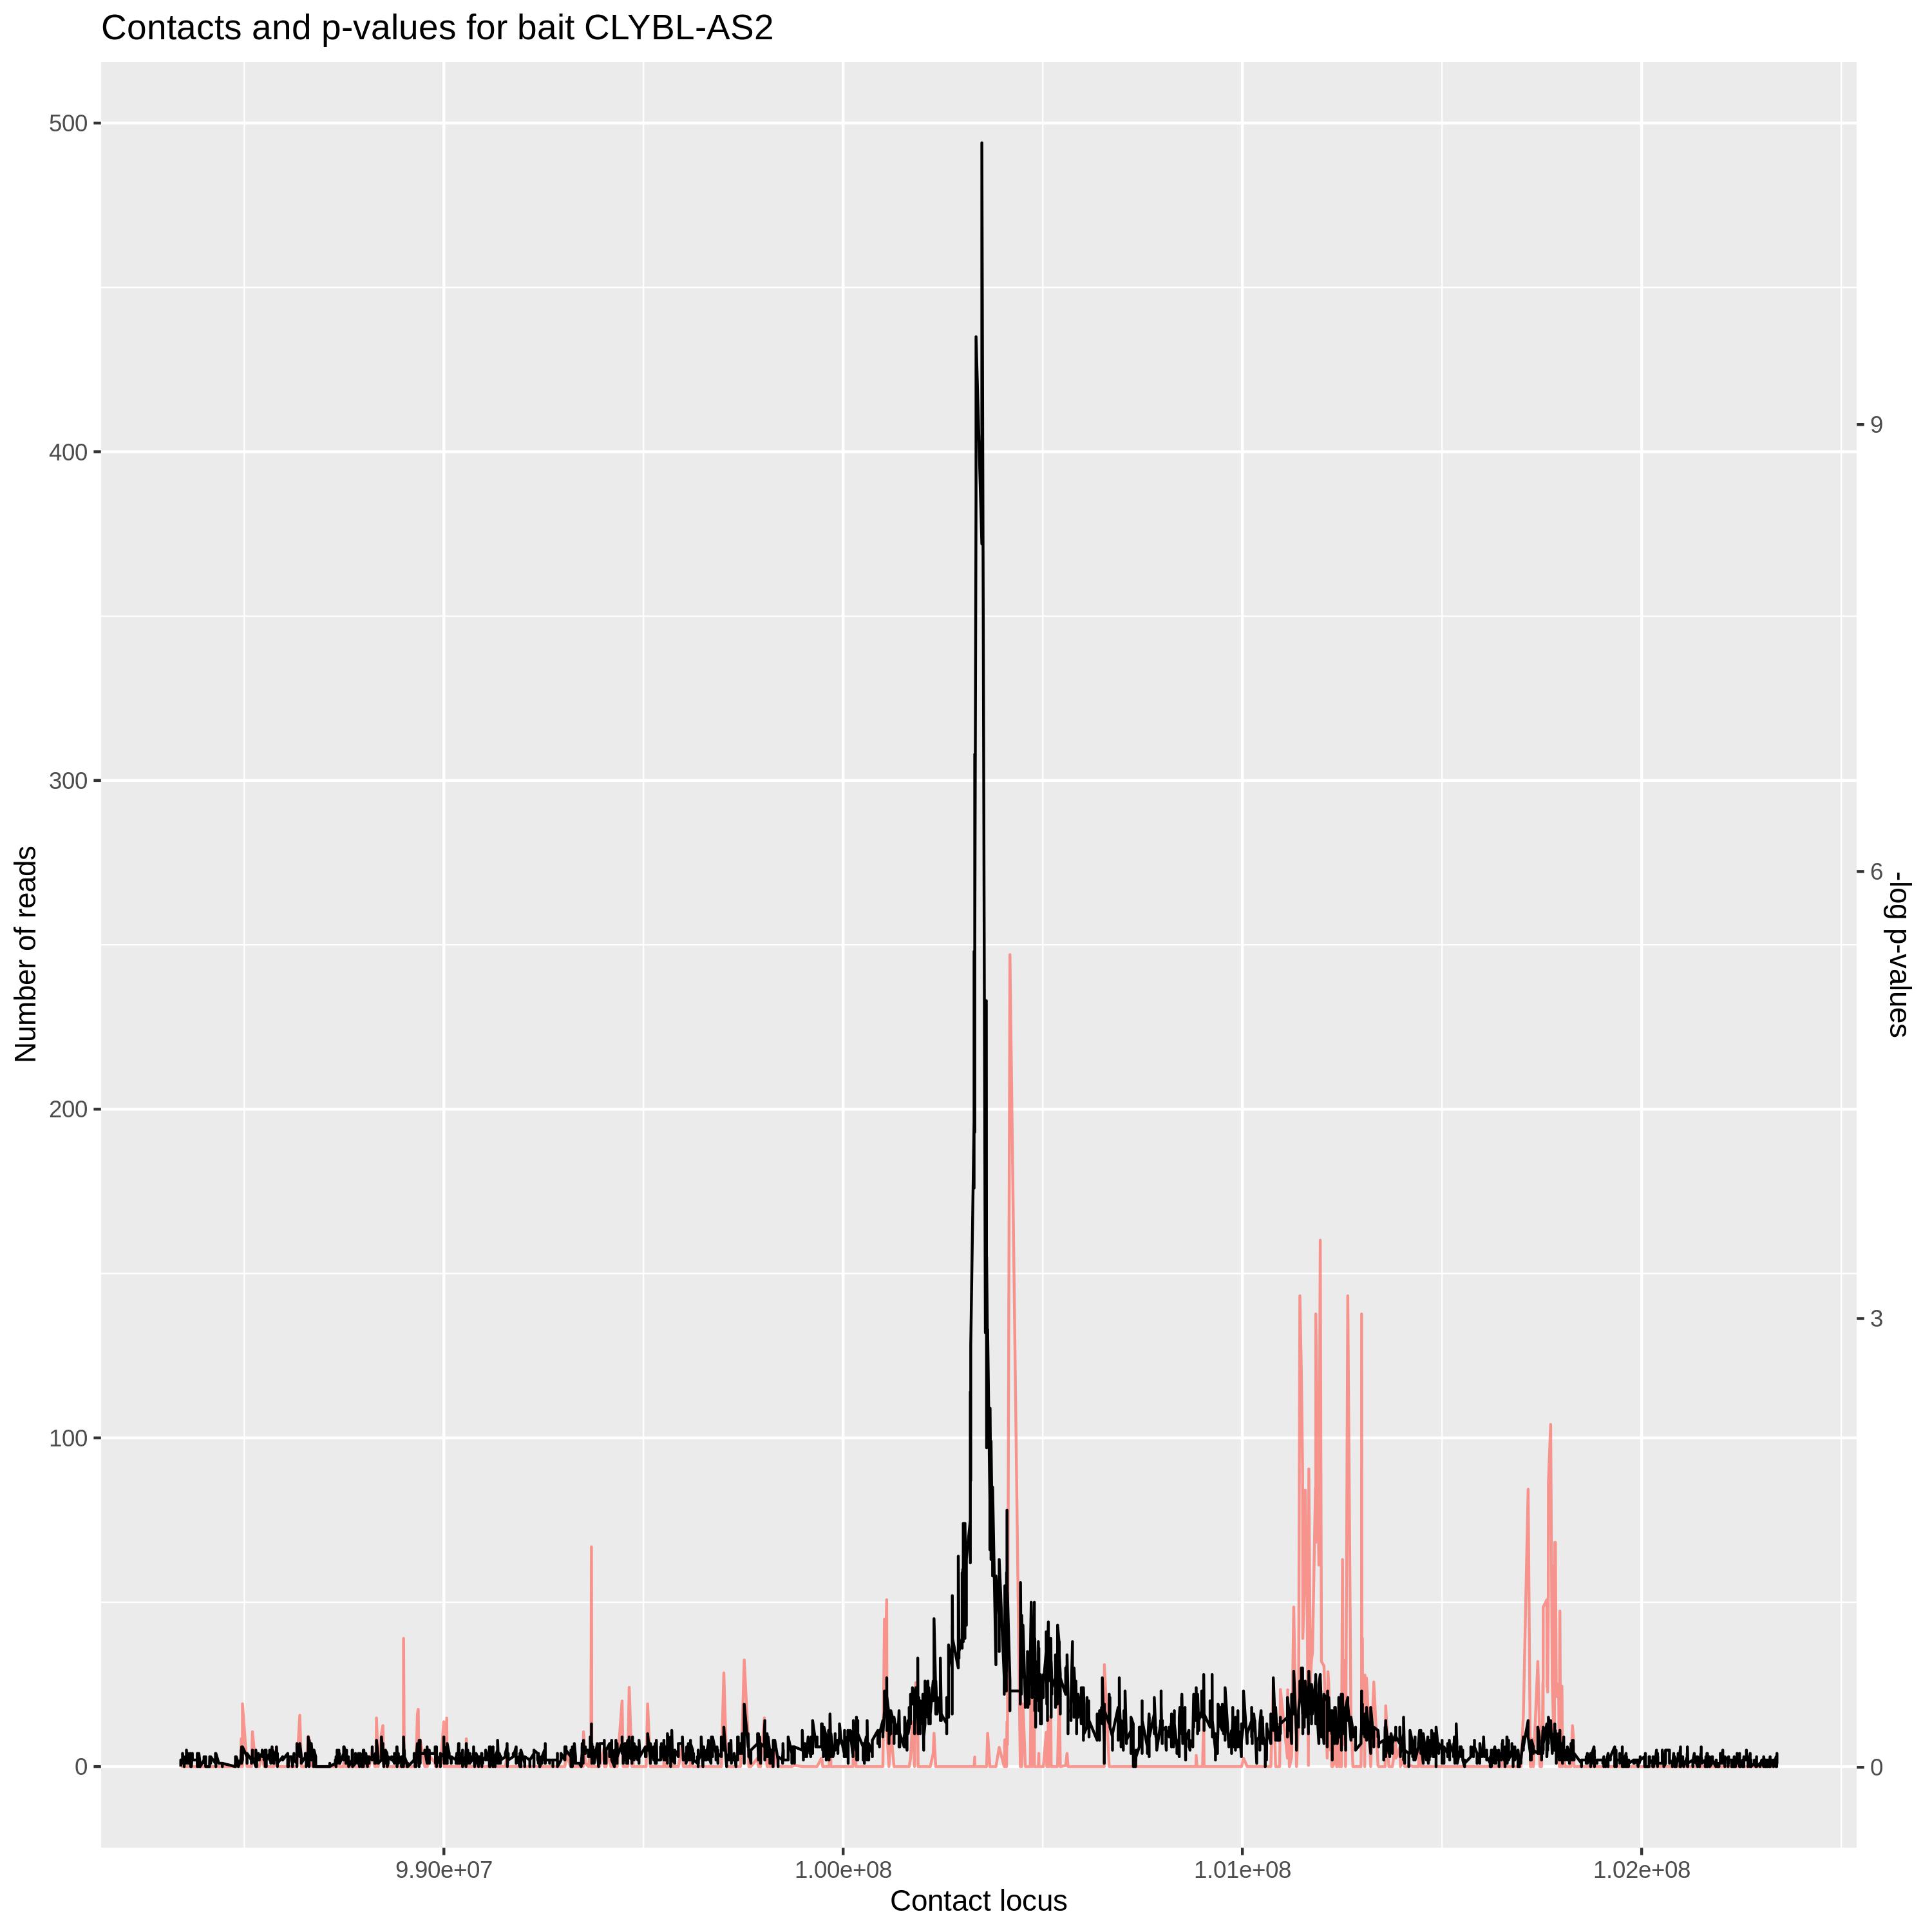 Contacts and p-values for bait CLYBL-AS2
500
400
300
200
100
0
Number of reads
9
6
3
0
-log p-values
9.90e+07
1.00e+08
1.01e+08
1.02e+08
Contact locus